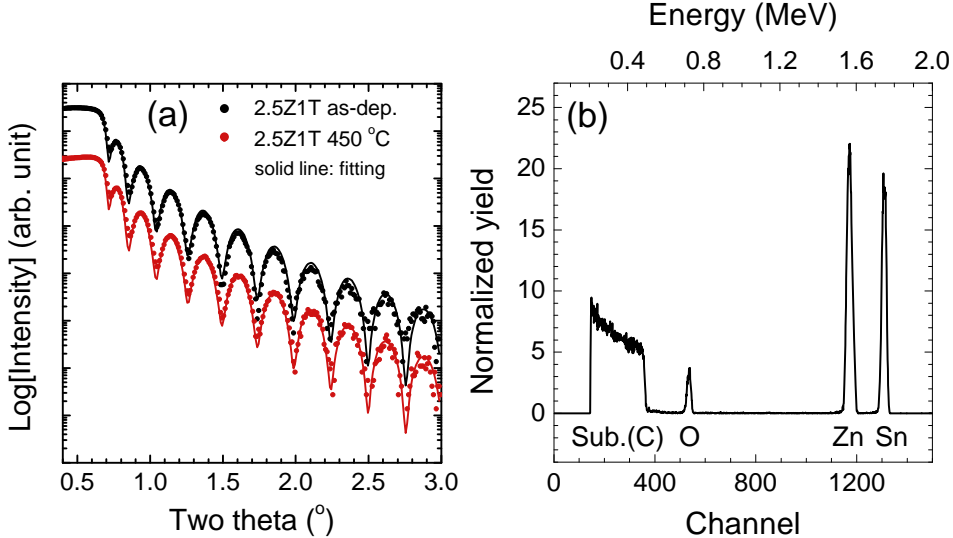 (a)
2.5Z1T as-dep.
2.5Z1T 450 °C
solid line: fitting
Log[Intensity] (arb. unit)
0.5 1.0 1.5 2.0 2.5 3.0
Two theta (°)
Energy (MeV)
0.4 0.8 1.2 1.6 2.0
(b)
Normalized yield
25
20
15
10
5
0
Sub.(C) O Zn Sn
0 400 800 1200
Channel